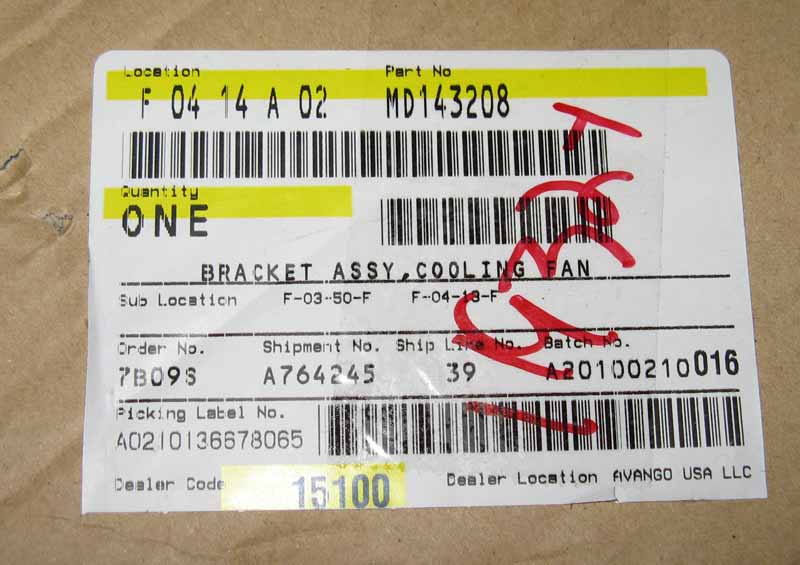 Location Part No
F 04 14 A 02 MD143208
Quantity
ONE
BRACKET ASSY,COOLING FAN
Sub Location F-03-50-F F-04-13-F
Order No. Shipment No. Ship Line No. Batch No.
7B09S A764245 39 A20100210016
Picking Label No.
A0210136678065
Dealer Code 15100 Dealer Location AVANGO USA LLC